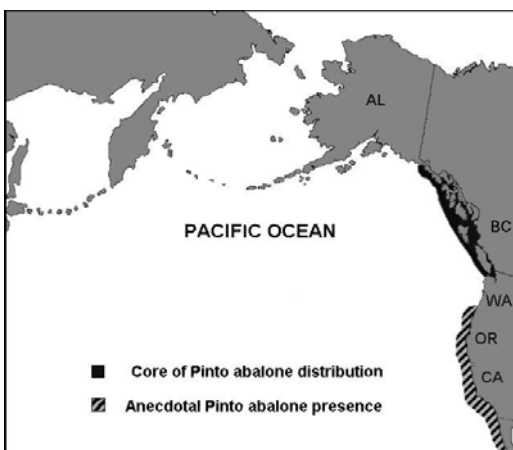 AL
BC
PACIFIC OCEAN
WA
OR
CA
Core of Pinto abalone distribution
Anecdotal Pinto abalone presence